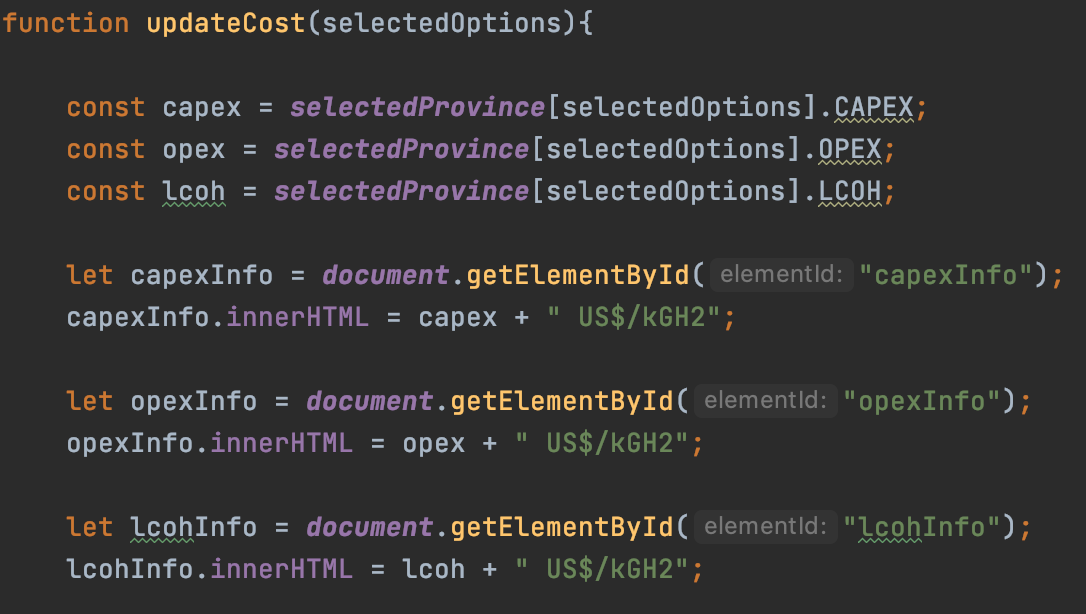 function updateCost(selectedOptions){
const capex = selectedProvince[selectedOptions].CAPEX;
const opex = selectedProvince[selectedOptions].OPEX;
const lcoh = selectedProvince[selectedOptions].LCOH;
let capexInfo = document.getElementById( elementId: "capexInfo");
capexInfo.innerHTML = capex + " US$/kGH2";
let opexInfo = document.getElementById( elementId: "opexInfo");
opexInfo.innerHTML = opex + " US$/kGH2";
let lcohInfo = document.getElementById( elementId: "lcohInfo");
lcohInfo.innerHTML = lcoh + " US$/kGH2";